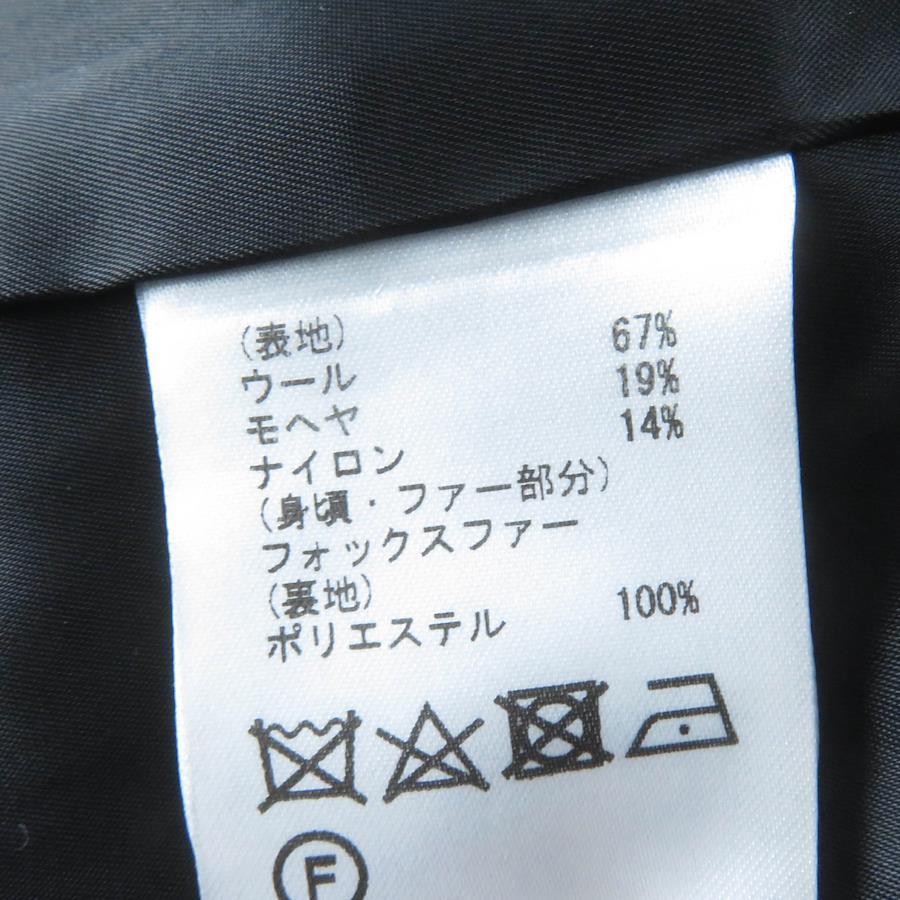 (表地)
ウール 67%
モヘヤ 19%
ナイロン 14%
(身頃・ファー部分)
フォックスファー
(裏地)
ポリエステル 100%
F